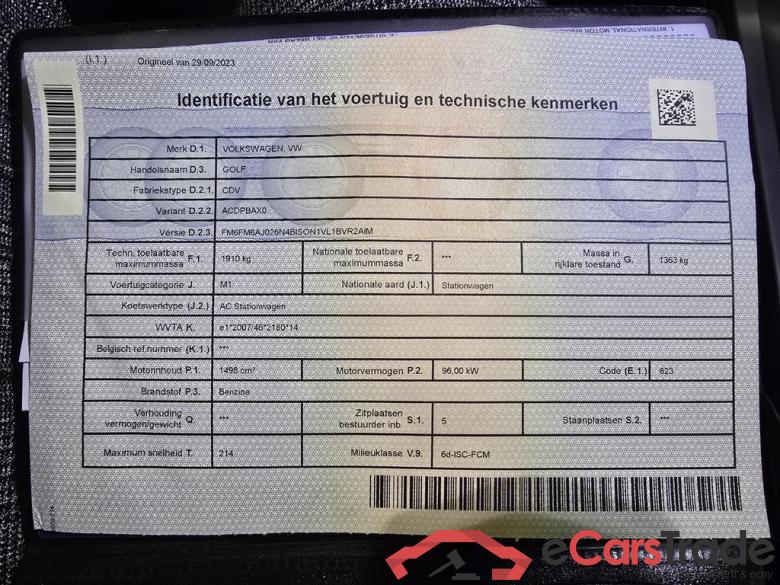 (I.1.) Origineel van 29/09/2023
Identificatie van het voertuig en technische kenmerken
Merk D.1. VOLKSWAGEN, VW
Handelsnaam D.3. GOLF
Fabriekstype D.2.1. CDV
Variant D.2.2. ACDPBAX0
Versie D.2.3. FM6FM6AJ026N4BISON1VL1BVR2AIM
Techn. toelaatbare maximummassa F.1. 1910 kg Nationale toelaatbare maximummassa F.2. *** Massa in rijklare toestand G. 1363 kg
Voertuigcategorie J. M1 Nationale aard (J.1.) Stationwagen
Koetswerktype (J.2.) AC Stationwagen
WVTA K. e1*2007/46*2180*14
Belgisch ref.nummer (K.1.) ***
Motorinhoud P.1. 1498 cm³ Motorvermogen P.2. 96,00 kW Code (E.1.) 623
Brandstof P.3. Benzine
Verhouding vermogen/gewicht Q. *** Zitplaatsen bestuurder inb. S.1. 5 Staanplaatsen S.2. ***
Maximum snelheid T. 214 Milieuklasse V.9. 6d-ISC-FCM
eCarsTrade